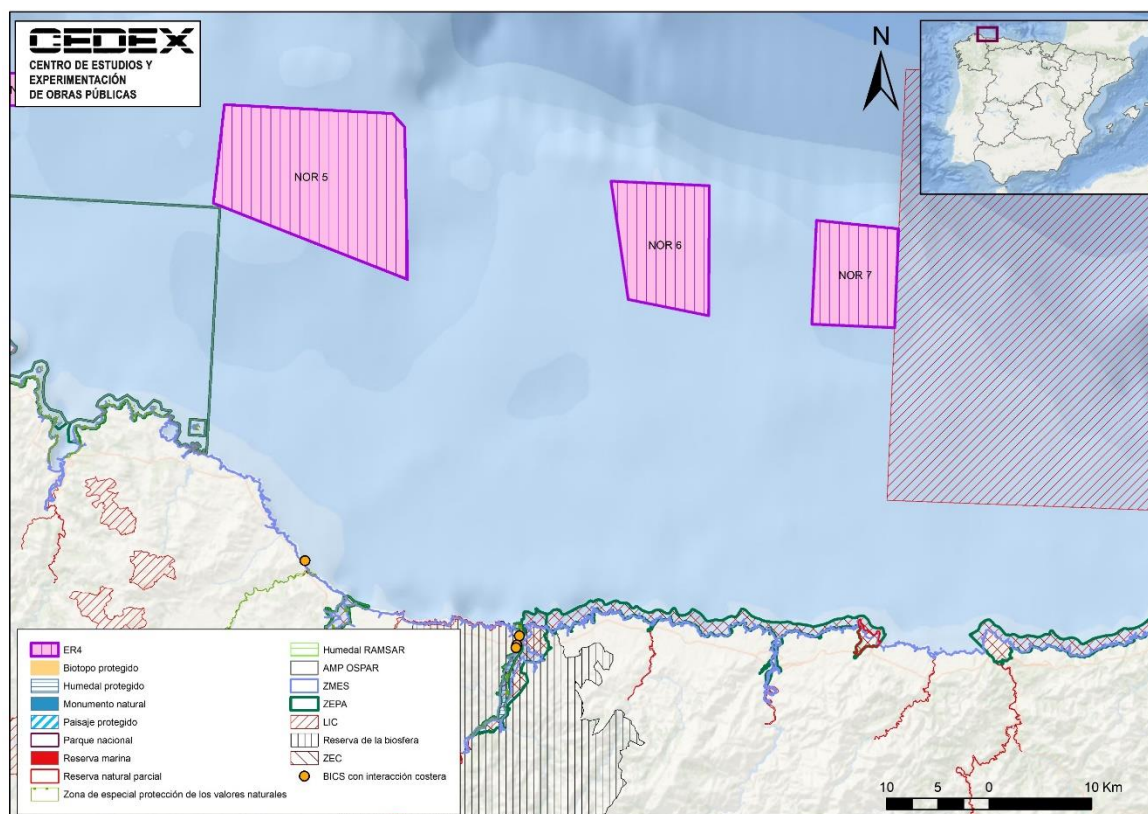 CEDEX
CENTRO DE ESTUDIOS Y
EXPERIMENTACIÓN
DE OBRAS PÚBLICAS
N
NOR 5
NOR 6
NOR 7
ER4
Biotopo protegido
Humedal protegido
Monumento natural
Paisaje protegido
Parque nacional
Reserva marina
Reserva natural parcial
Zona de especial protección de los valores naturales
Humedal RAMSAR
AMP OSPAR
ZMES
ZEPA
LIC
Reserva de la biosfera
ZEC
BICS con interacción costera
10 5 0 10 Km